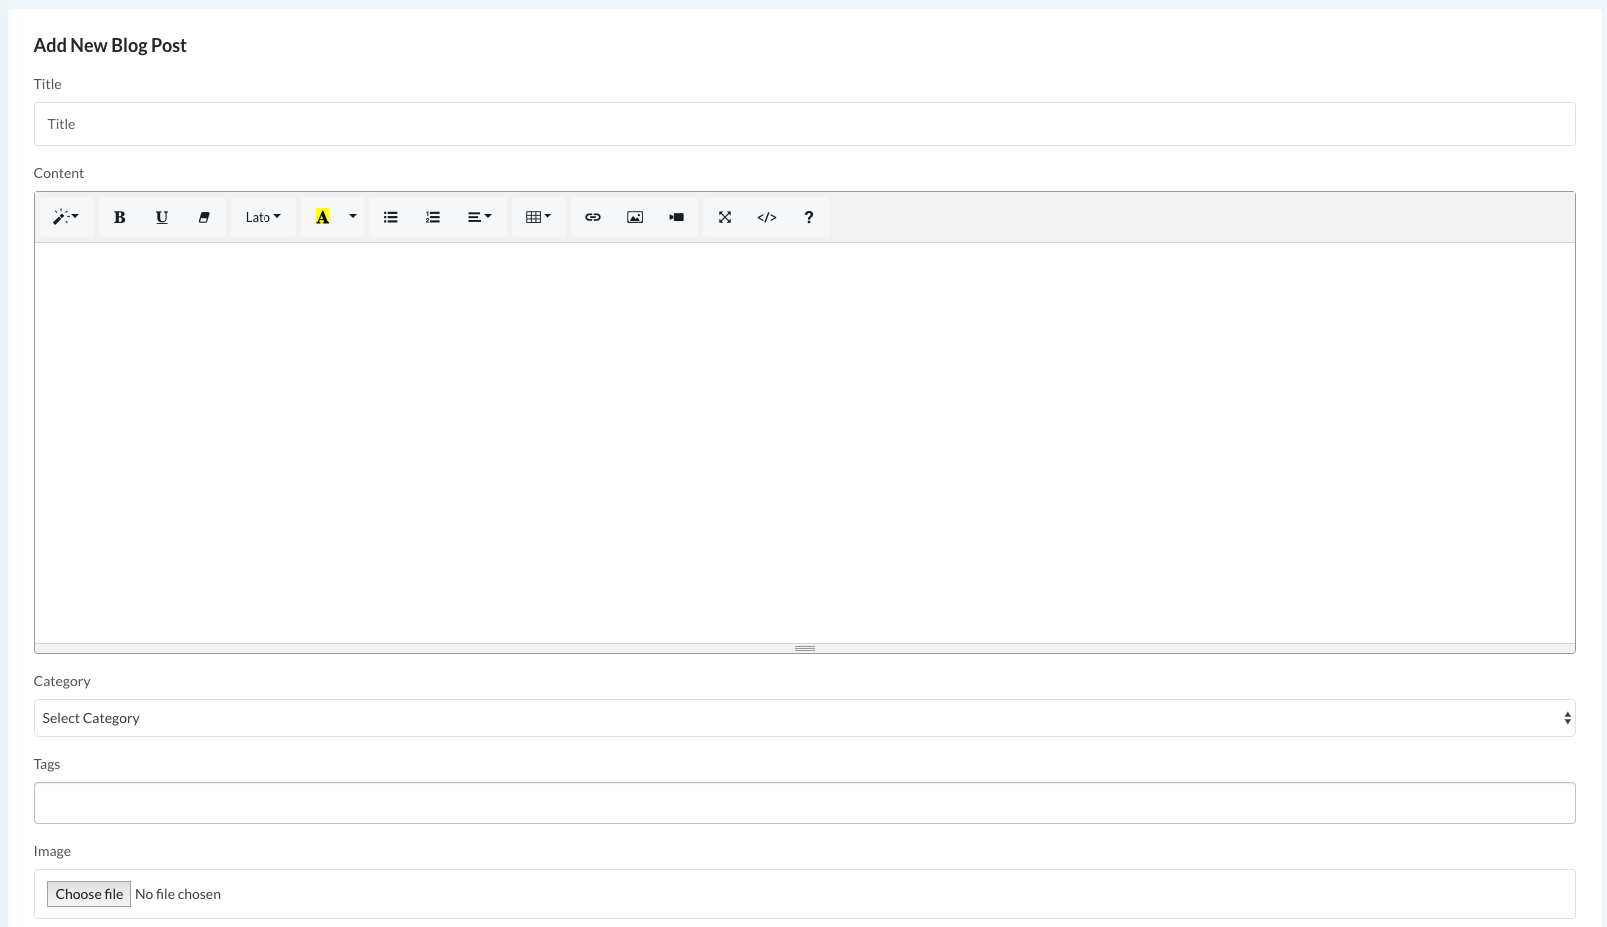 Add New Blog Post
Title
Title
Content
B U Lato A </> ?
Category
Select Category
Tags
Image
Choose file No file chosen